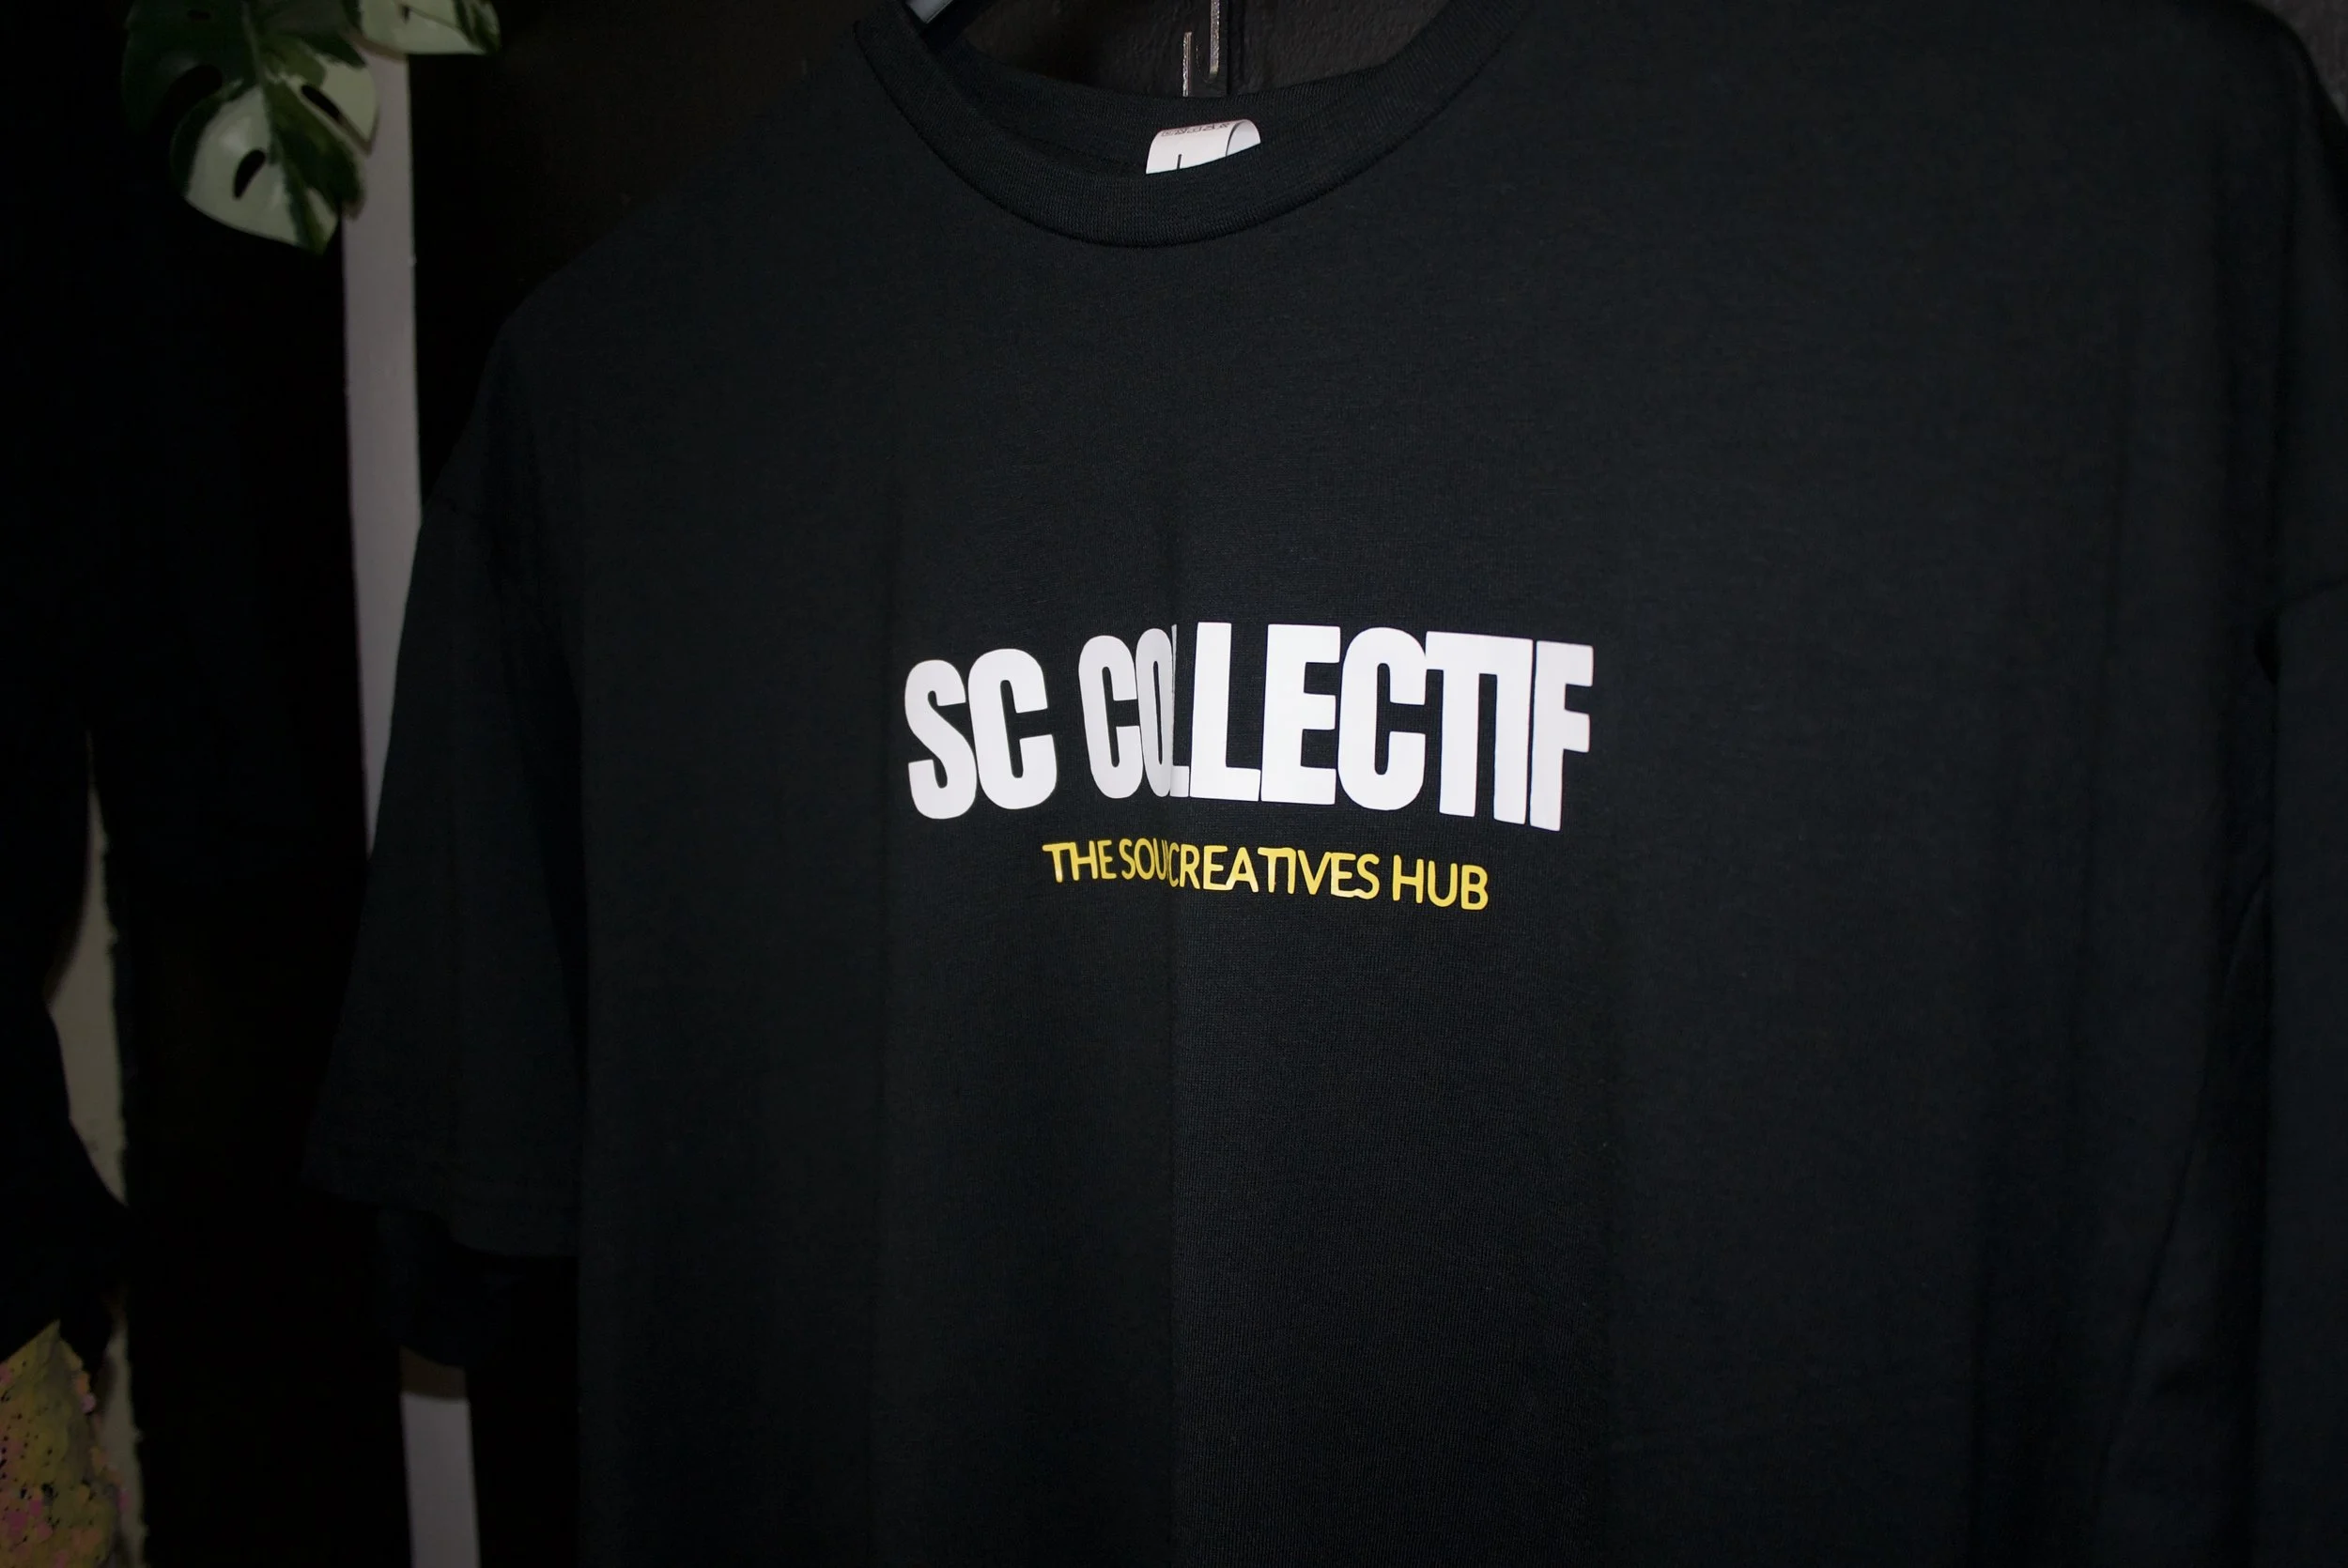 SC COLLECTIF
THE SOULCREATIVES HUB